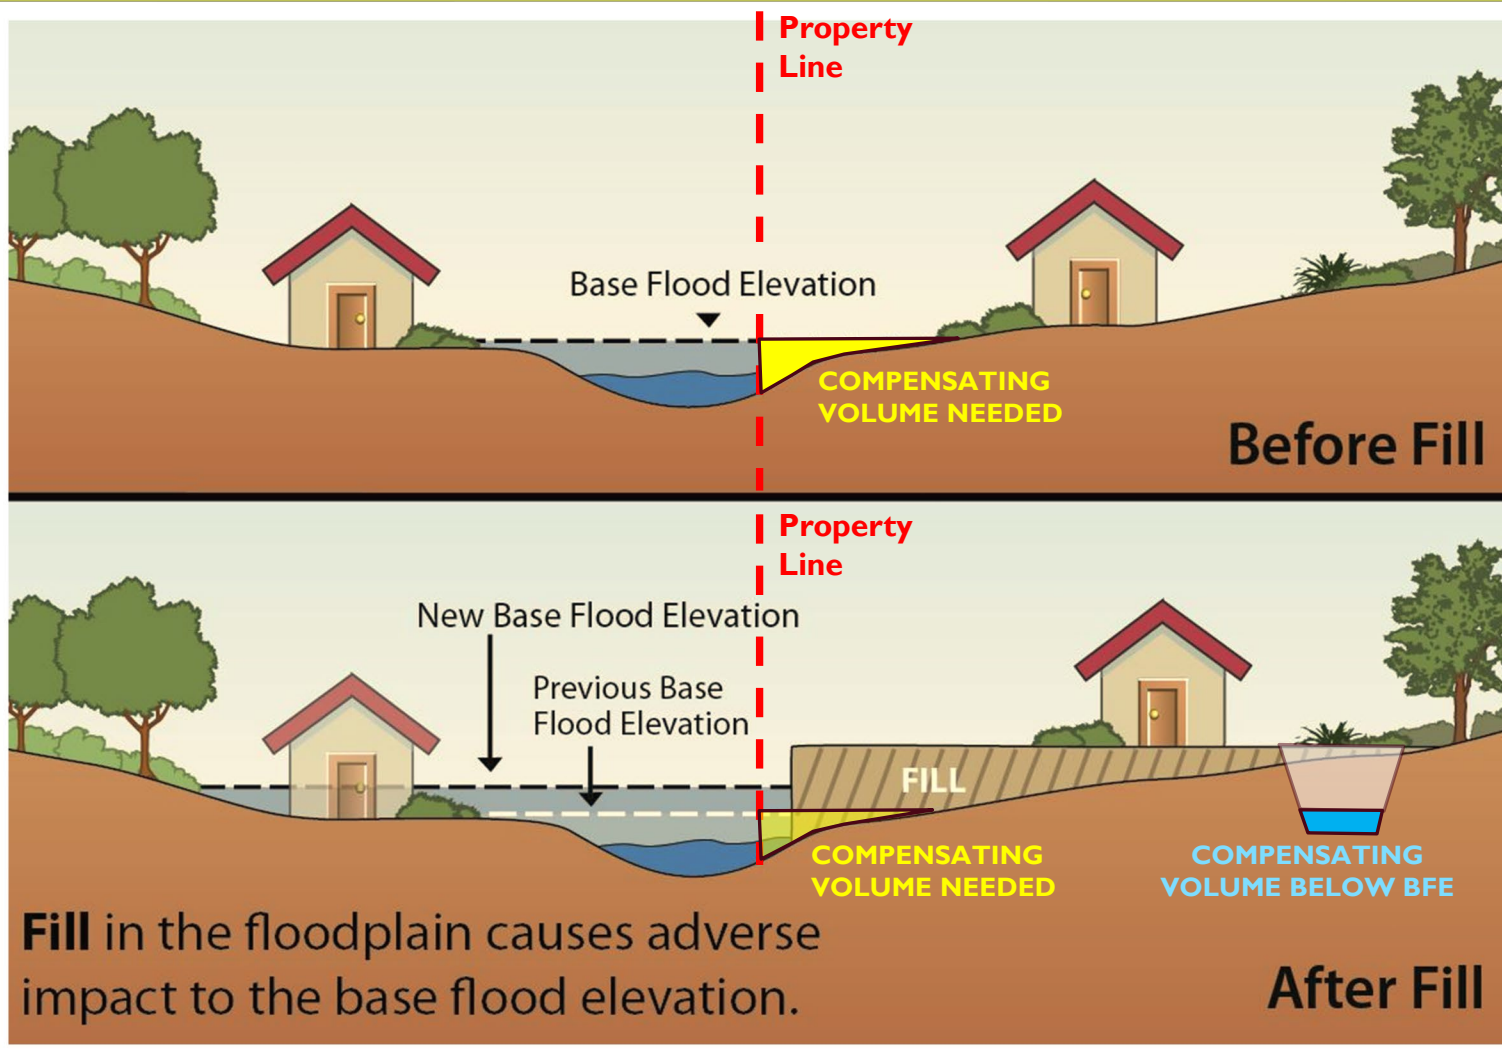 Property
Line
Base Flood Elevation
COMPENSATING
VOLUME NEEDED
Before Fill
Property
Line
New Base Flood Elevation
Previous Base
Flood Elevation
FILL
COMPENSATING
VOLUME NEEDED
COMPENSATING
VOLUME BELOW BFE
Fill in the floodplain causes adverse
impact to the base flood elevation.
After Fill